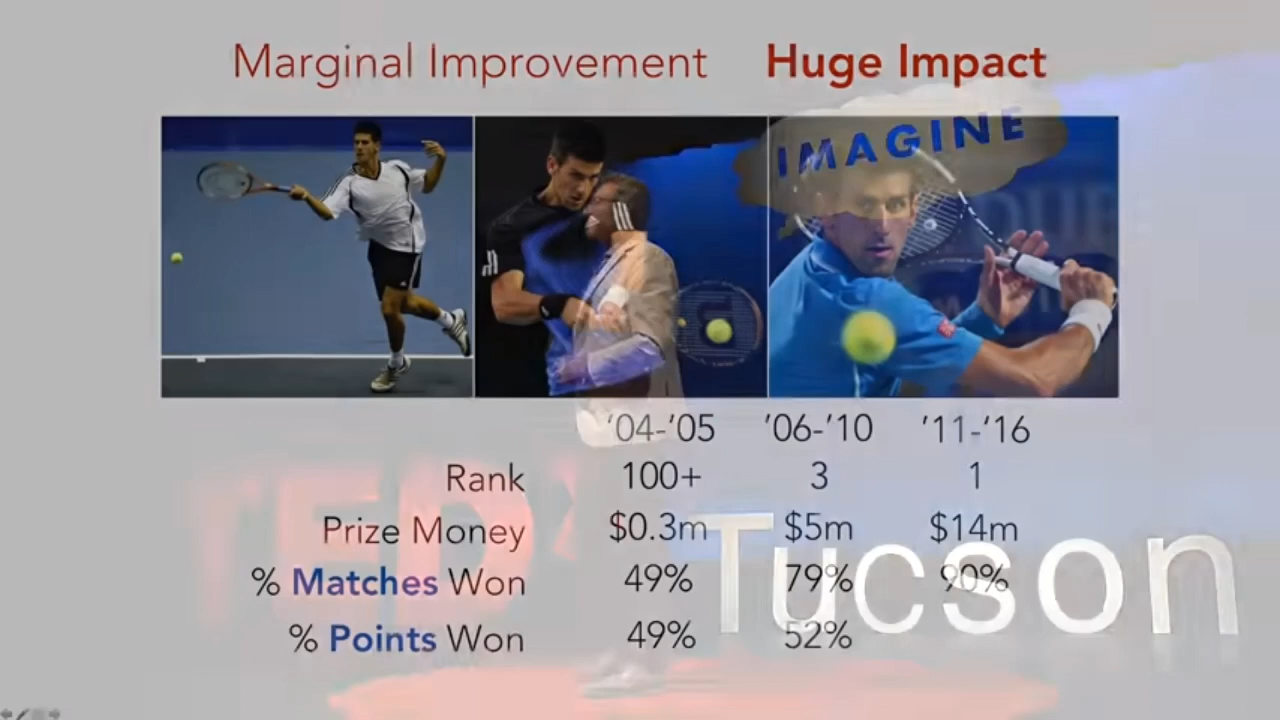 Marginal Improvement Huge Impact
IMAGINE
'04-'05 '06-'10 '11-'16
Rank 100+ 3 1
Prize Money $0.3m $5m $14m
% Matches Won 49% 79% 90%
% Points Won 49% 52%
TEDx Tucson